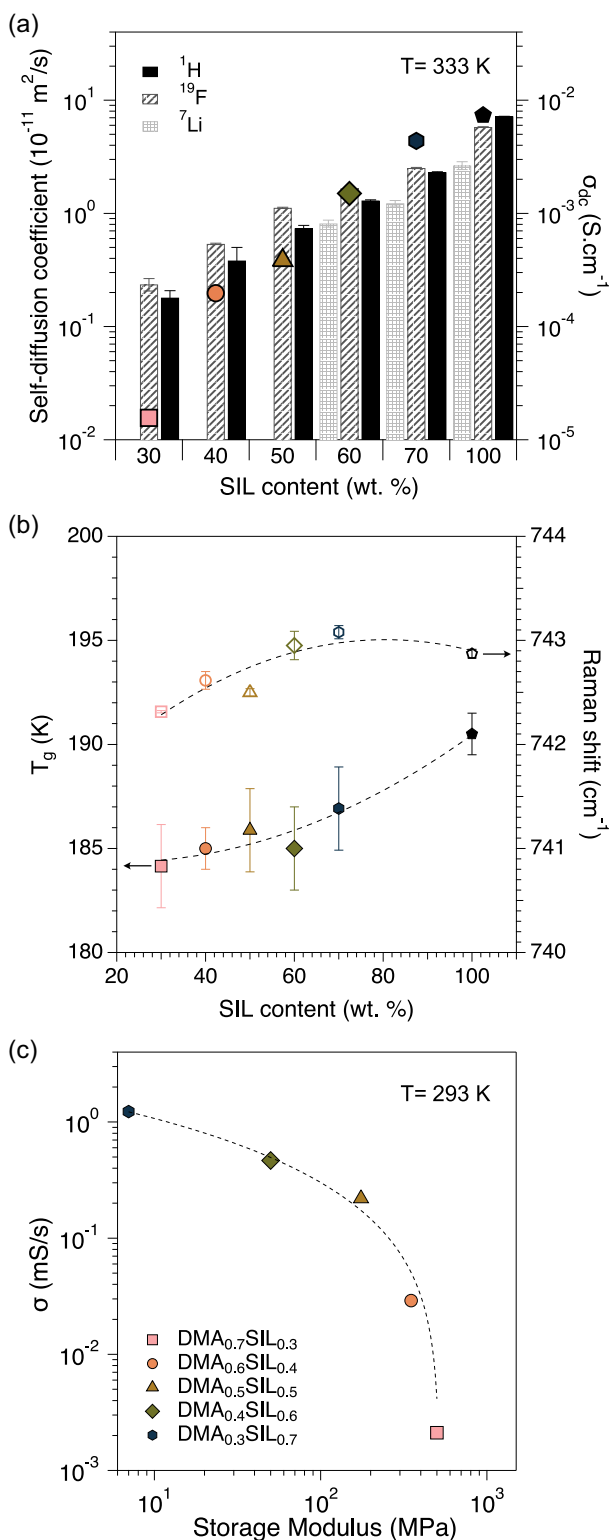 (a)
T= 333 K
¹H
¹⁹F
⁷Li
Self-diffusion coefficient (10⁻¹¹ m²/s)
10¹
10⁰
10⁻¹
10⁻²
σdc (S.cm⁻¹)
10⁻²
10⁻³
10⁻⁴
10⁻⁵
30 40 50 60 70 100
SIL content (wt. %)
(b)
Tg (K)
200
195
190
185
180
Raman shift (cm⁻¹)
744
743
742
741
740
20 40 60 80 100
SIL content (wt. %)
(c)
T= 293 K
σ (mS/s)
10⁰
10⁻¹
10⁻²
10⁻³
DMA₀.₇SIL₀.₃
DMA₀.₆SIL₀.₄
DMA₀.₅SIL₀.₅
DMA₀.₄SIL₀.₆
DMA₀.₃SIL₀.₇
10¹ 10² 10³
Storage Modulus (MPa)